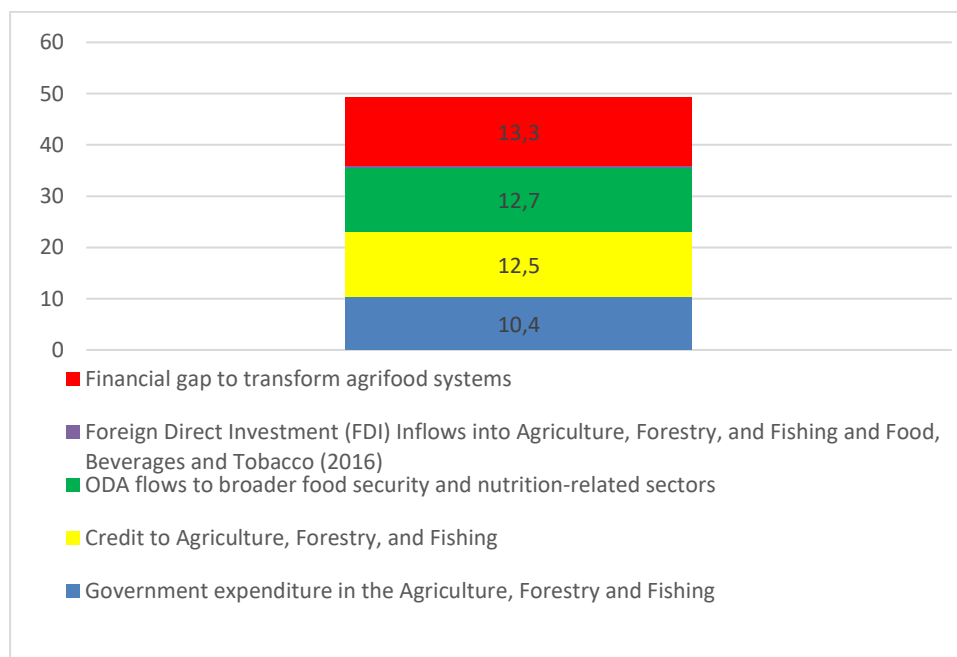 60
50
40
30
20
10
0
13,3
12,7
12,5
10,4
Financial gap to transform agrifood systems
Foreign Direct Investment (FDI) Inflows into Agriculture, Forestry, and Fishing and Food,
Beverages and Tobacco (2016)
ODA flows to broader food security and nutrition-related sectors
Credit to Agriculture, Forestry, and Fishing
Government expenditure in the Agriculture, Forestry and Fishing